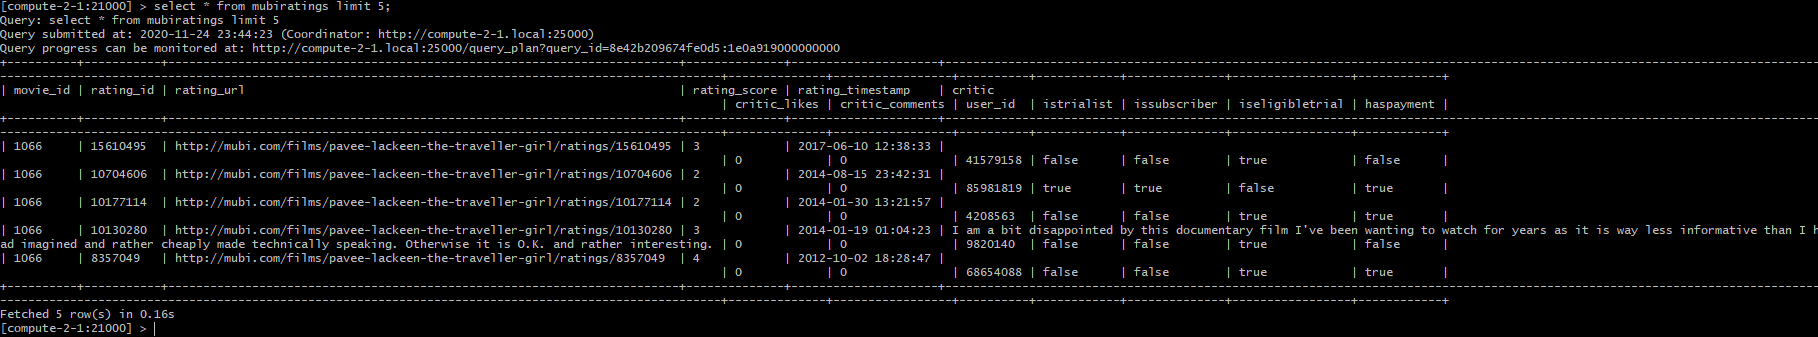 [compute-2-1:21000] > select * from mubiratings limit 5;
Query: select * from mubiratings limit 5
Query submitted at: 2020-11-24 23:44:23 (Coordinator: http://compute-2-1.local:25000)
Query progress can be monitored at: http://compute-2-1.local:25000/query_plan?query_id=8e42b209674fe0d5:1e0a919000000000
| movie_id | rating_id | rating_url | rating_score | rating_timestamp | critic
| critic_likes | critic_comments | user_id | istrialist | issubscriber | iseligibletrial | haspayment |
| 1066 | 15610495 | http://mubi.com/films/pavee-lackeen-the-traveller-girl/ratings/15610495 | 3 | 2017-06-10 12:38:33 |
| 0 | 0 | 41579158 | false | false | true | false |
| 1066 | 10704606 | http://mubi.com/films/pavee-lackeen-the-traveller-girl/ratings/10704606 | 2 | 2014-08-15 23:42:31 |
| 0 | 0 | 85981819 | true | true | false | true |
| 1066 | 10177114 | http://mubi.com/films/pavee-lackeen-the-traveller-girl/ratings/10177114 | 2 | 2014-01-30 13:21:57 |
| 0 | 0 | 4208563 | false | false | true | true |
| 1066 | 10130280 | http://mubi.com/films/pavee-lackeen-the-traveller-girl/ratings/10130280 | 3 | 2014-01-19 01:04:23 | I am a bit disappointed by this documentary film I've been wanting to watch for years as it is way less informative than I h
ad imagined and rather cheaply made technically speaking. Otherwise it is O.K. and rather interesting. | 0 | 0 | 9820140 | false | false | true | false |
| 1066 | 8357049 | http://mubi.com/films/pavee-lackeen-the-traveller-girl/ratings/8357049 | 4 | 2012-10-02 18:28:47 |
| 0 | 0 | 68654088 | false | false | true | true |
Fetched 5 row(s) in 0.16s
[compute-2-1:21000] >